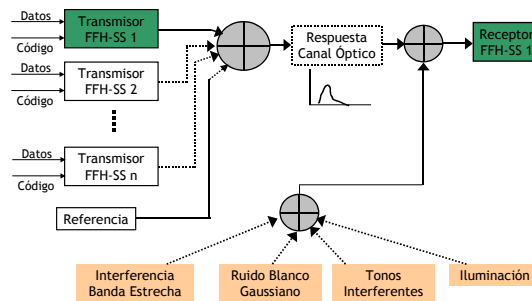 Datos
Código
Transmisor
FFH-SS 1
Respuesta
Canal Óptico
Receptor
FFH-SS 1
Datos
Código
Transmisor
FFH-SS 2
Datos
Código
Transmisor
FFH-SS n
Referencia
Interferencia
Banda Estrecha
Ruido Blanco
Gaussiano
Tonos
Interferentes
Iluminación